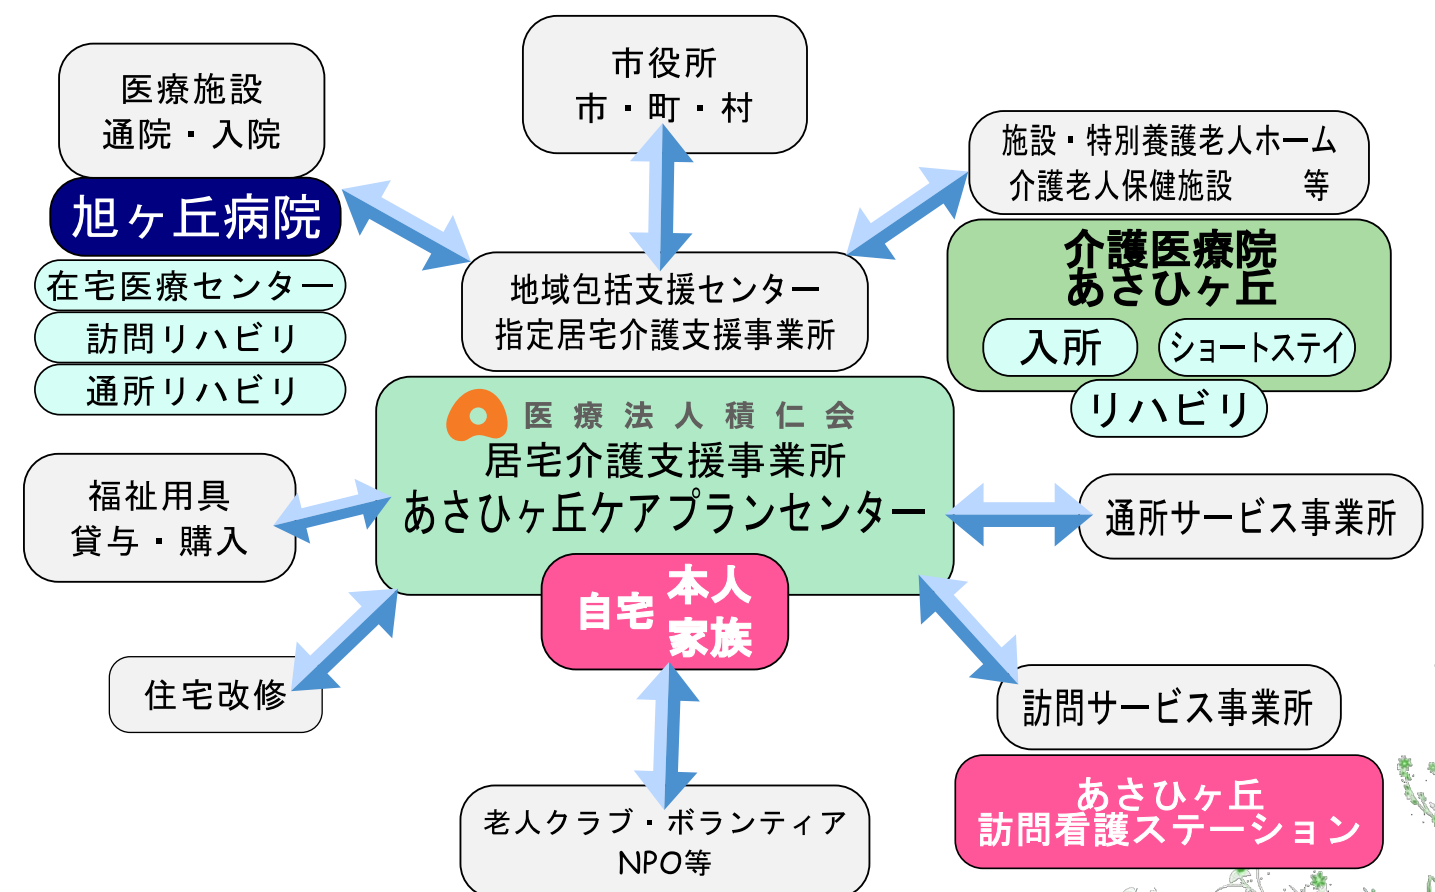 市役所
市・町・村
医療施設
通院・入院
旭ヶ丘病院
在宅医療センター
訪問リハビリ
通所リハビリ
施設・特別養護老人ホーム
介護老人保健施設　　等
介護医療院
あさひヶ丘
入所
ショートステイ
リハビリ
地域包括支援センター
指定居宅介護支援事業所
医療法人積仁会
居宅介護支援事業所
あさひヶ丘ケアプランセンター
自宅
本人
家族
福祉用具
貸与・購入
通所サービス事業所
住宅改修
訪問サービス事業所
あさひヶ丘
訪問看護ステーション
老人クラブ・ボランティア
NPO等